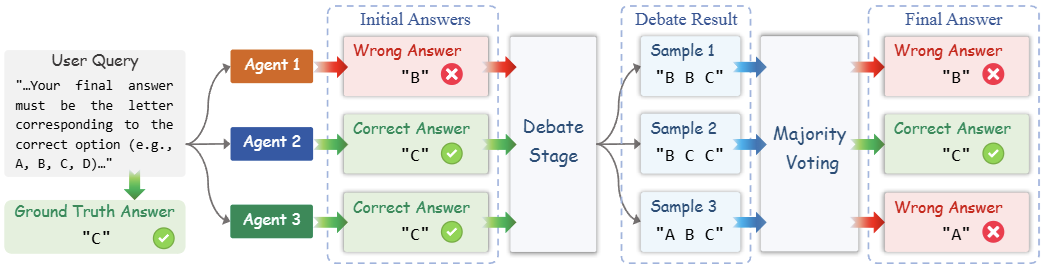 User Query
"…Your final answer
must be the letter
corresponding to the
correct option (e.g.,
A, B, C, D)…"
Ground Truth Answer
"C"
Agent 1
Agent 2
Agent 3
Initial Answers
Wrong Answer
"B"
Correct Answer
"C"
Correct Answer
"C"
Debate
Stage
Debate Result
Sample 1
"B B C"
Sample 2
"B C C"
Sample 3
"A B C"
Majority
Voting
Final Answer
Wrong Answer
"B"
Correct Answer
"C"
Wrong Answer
"A"